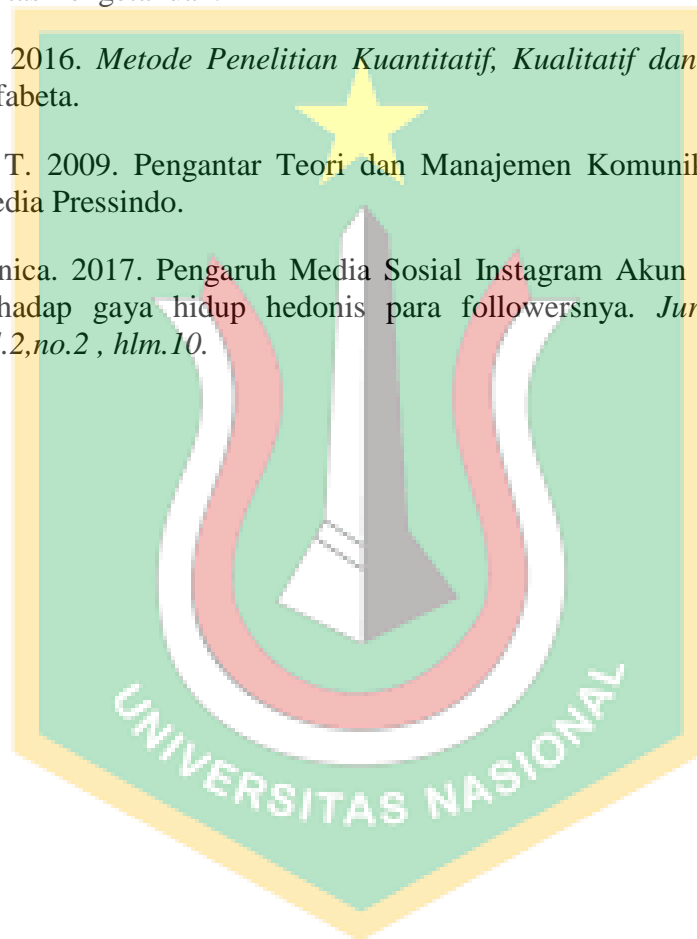 2016. Metode Penelitian Kuantitatif, Kualitatif dan
fabeta.
T. 2009. Pengantar Teori dan Manajemen Komunik
edia Pressindo.
nica. 2017. Pengaruh Media Sosial Instagram Akun
hadap gaya hidup hedonis para followersnya. Jur
.2,no.2 , hlm.10.
UNIVERSITAS NASIONAL